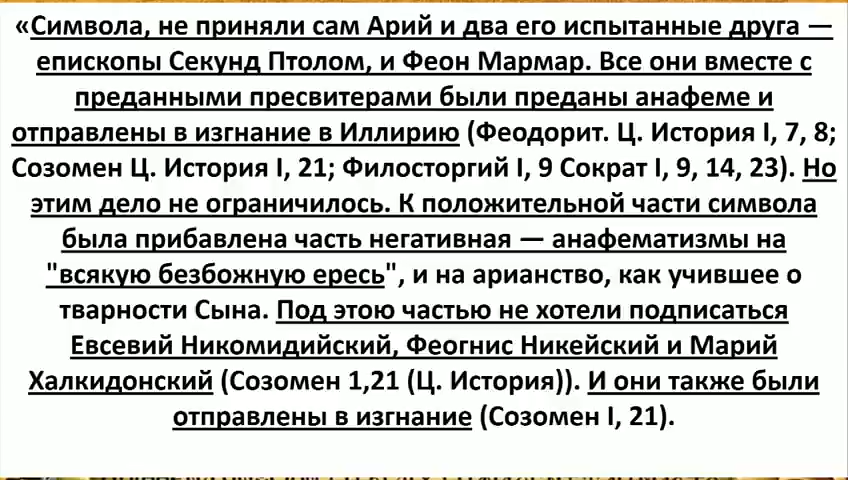 «Символа, не приняли сам Арий и два его испытанные друга —
епископы Секунд Птолом, и Феон Мармар. Все они вместе с
преданными пресвитерами были преданы анафеме и
отправлены в изгнание в Иллирию (Феодорит. Ц. История I, 7, 8;
Созомен Ц. История I, 21; Филосторгий I, 9 Сократ I, 9, 14, 23). Но
этим дело не ограничилось. К положительной части символа
была прибавлена часть негативная — анафематизмы на
"всякую безбожную ересь", и на арианство, как учившее о
тварности Сына. Под этою частью не хотели подписаться
Евсевий Никомидийский, Феогнис Никейский и Марий
Халкидонский (Созомен 1,21 (Ц. История)). И они также были
отправлены в изгнание (Созомен I, 21).